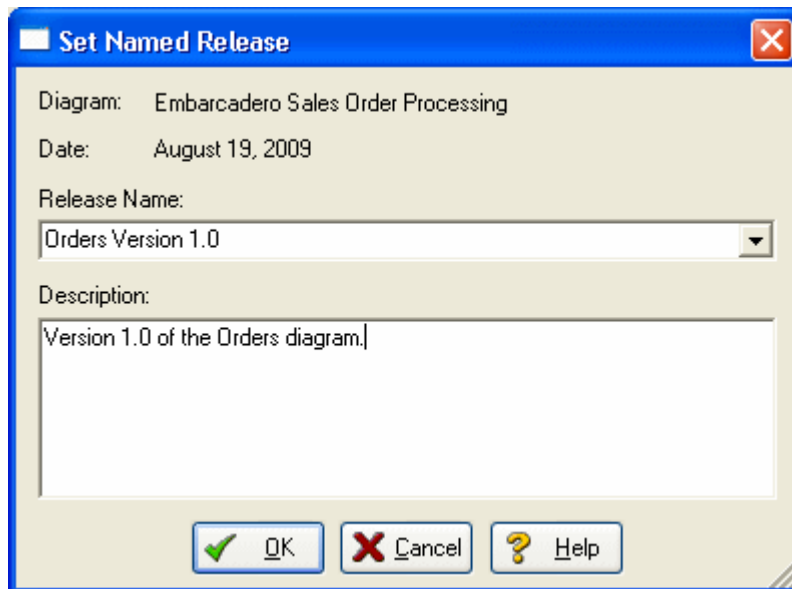 Set Named Release
Diagram: Embarcadero Sales Order Processing
Date: August 19, 2009
Release Name:
Orders Version 1.0
Description:
Version 1.0 of the Orders diagram.
OK Cancel Help